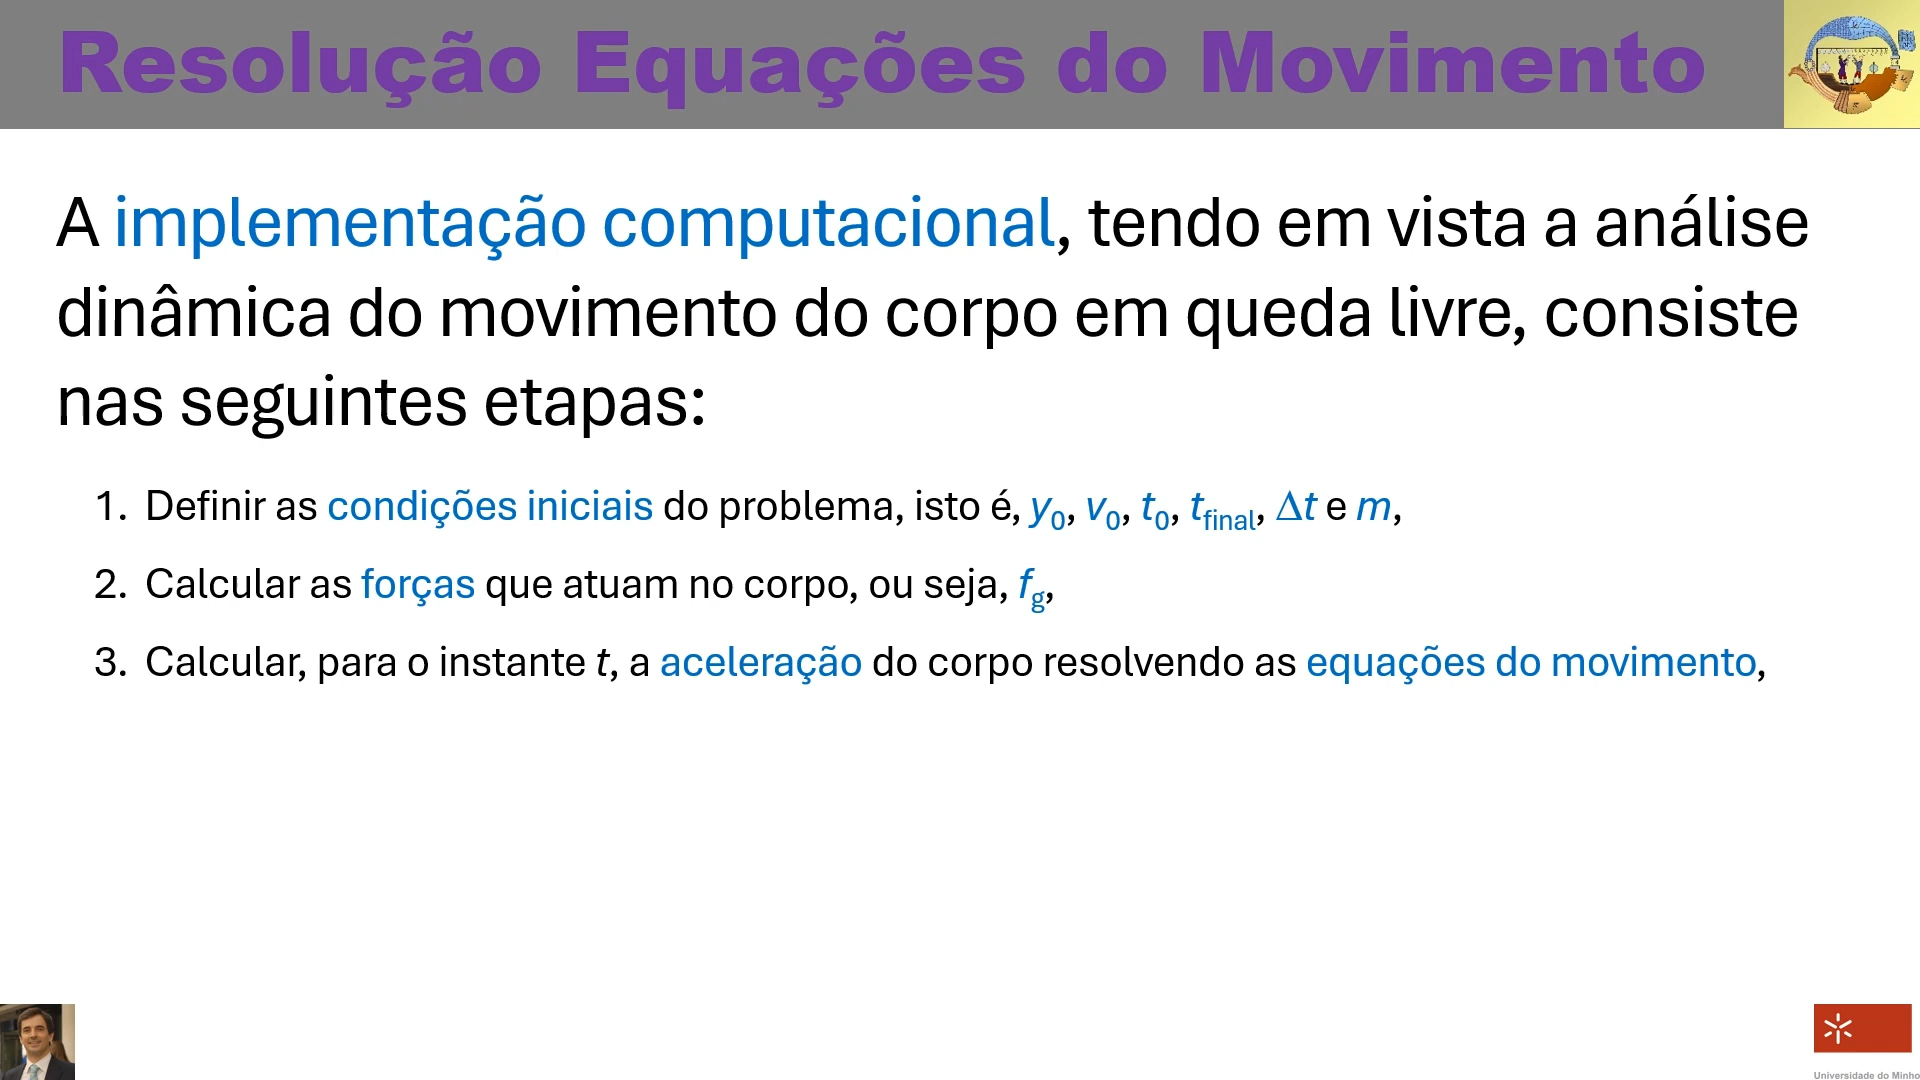 Resolução Equações do Movimento
A implementação computacional, tendo em vista a análise
dinâmica do movimento do corpo em queda livre, consiste
nas seguintes etapas:
1. Definir as condições iniciais do problema, isto é, y₀, v₀, t₀, t_final, Δt e m,
2. Calcular as forças que atuam no corpo, ou seja, f_g,
3. Calcular, para o instante t, a aceleração do corpo resolvendo as equações do movimento,
Universidade do Minho